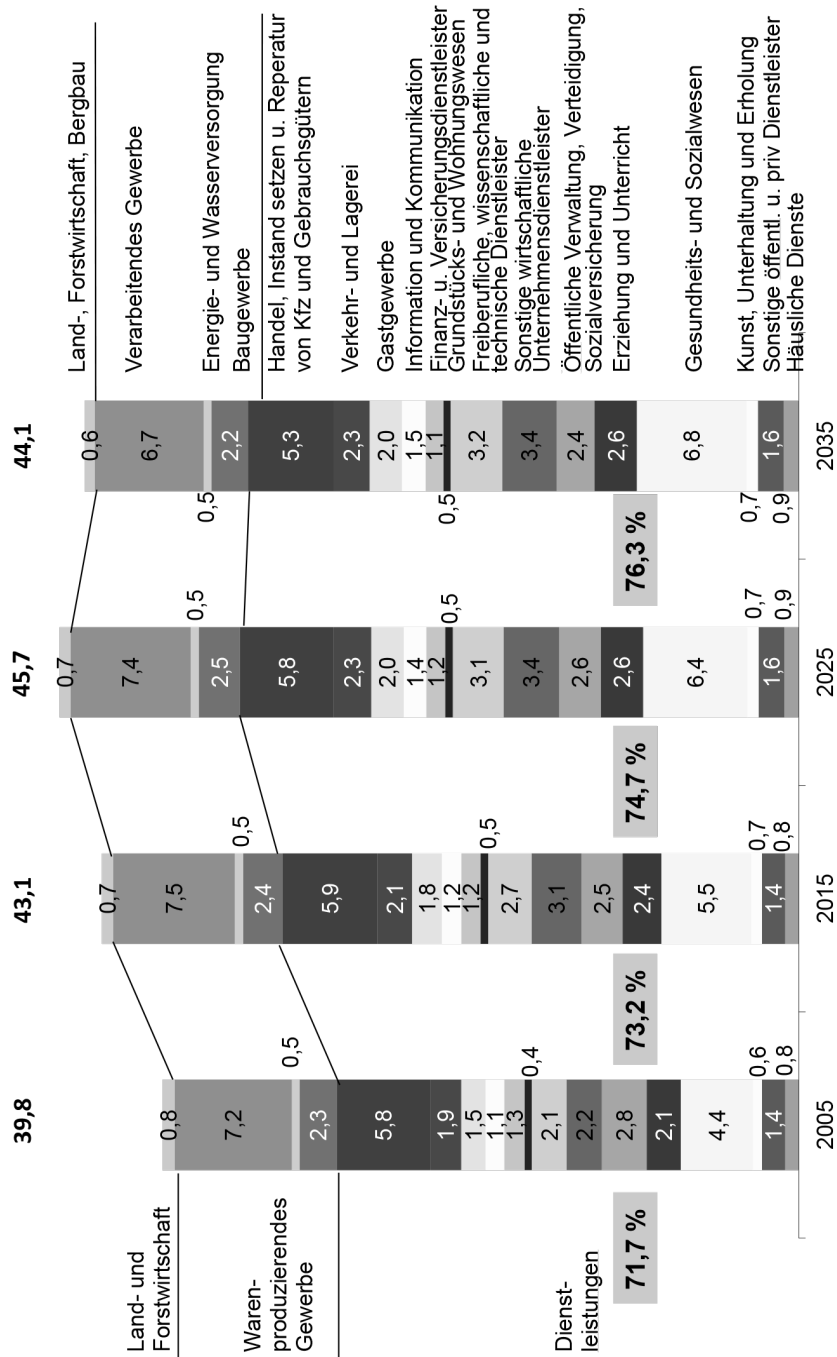 39,8
43,1
45,7
44,1
Land- und
Forstwirtschaft
Waren-
produzierendes
Gewerbe
Dienst-
leistungen
71,7 %
0,8
7,2
0,5
2,3
5,8
1,9
1,5
1,1
1,3
0,4
2,1
2,2
2,8
2,1
4,4
0,6
1,4
0,8
2005
73,2 %
0,7
7,5
0,5
2,4
5,9
2,1
1,8
1,2
1,2
0,5
2,7
3,1
2,5
2,4
5,5
0,7
1,4
0,8
2015
74,7 %
0,7
7,4
0,5
2,5
5,8
2,3
2,0
1,4
1,2
0,5
3,1
3,4
2,6
2,6
6,4
0,7
1,6
0,9
2025
76,3 %
0,6
6,7
0,5
2,2
5,3
2,3
2,0
1,5
1,1
0,5
3,2
3,4
2,4
2,6
6,8
0,7
1,6
0,9
2035
Land-, Forstwirtschaft, Bergbau
Verarbeitendes Gewerbe
Energie- und Wasserversorgung
Baugewerbe
Handel, Instand setzen u. Reperatur
von Kfz und Gebrauchsgütern
Verkehr- und Lagerei
Gastgewerbe
Information und Kommunikation
Finanz- u. Versicherungsdienstleister
Grundstücks- und Wohnungswesen
Freiberufliche, wissenschaftliche und
technische Dienstleister
Sonstige wirtschaftliche
Unternehmensdienstleister
Öffentliche Verwaltung, Verteidigung,
Sozialversicherung
Erziehung und Unterricht
Gesundheits- und Sozialwesen
Kunst, Unterhaltung und Erholung
Sonstige öffentl. u. priv Dienstleister
Häusliche Dienste